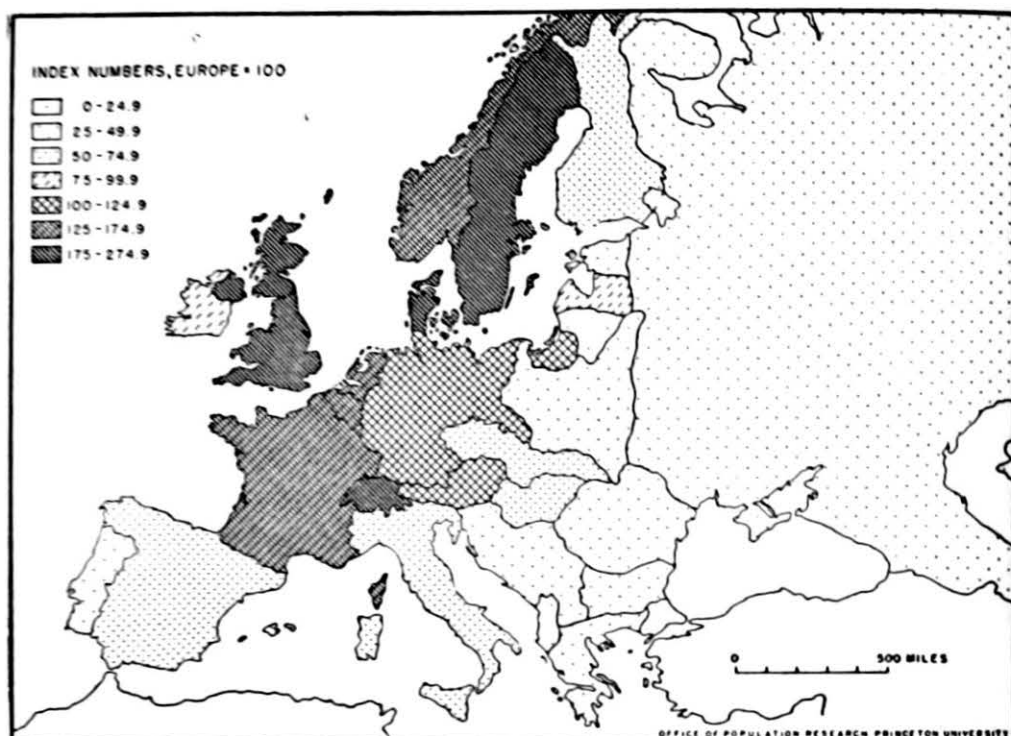 INDEX NUMBERS, EUROPE = 100
0-24.9
25-49.9
50-74.9
75-99.9
100-124.9
125-174.9
175-274.9
0 500 MILES
OFFICE OF POPULATION RESEARCH PRINCETON UNIVERSITY